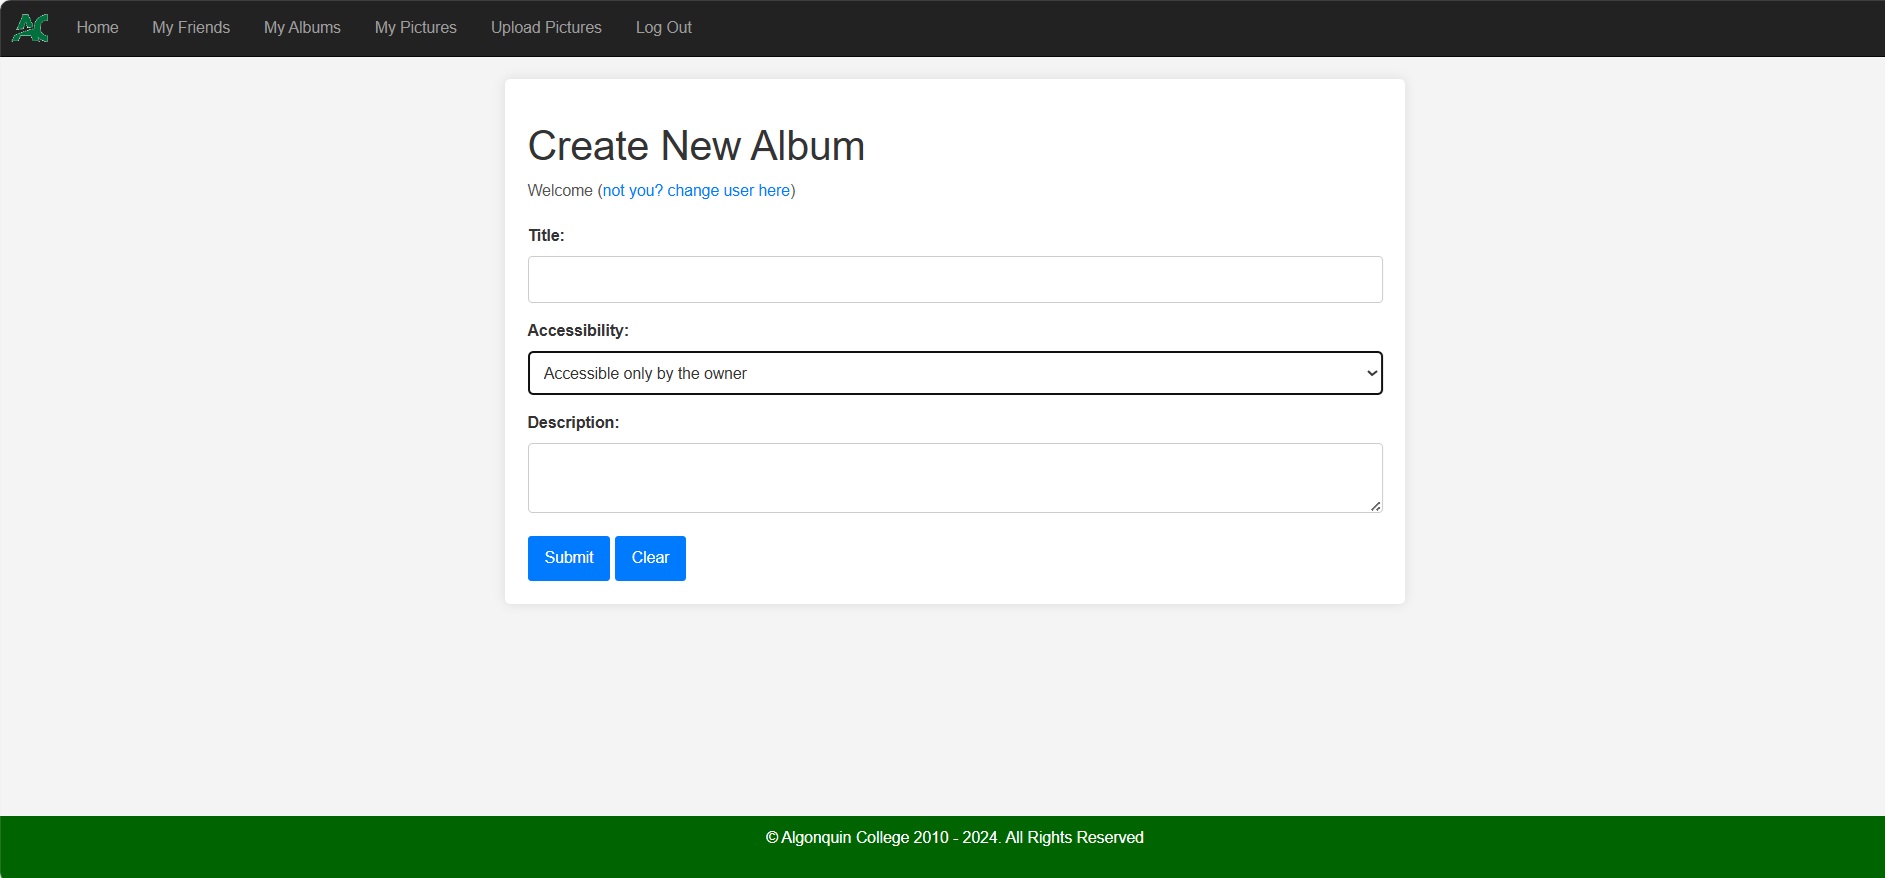 AC Home My Friends My Albums My Pictures Upload Pictures Log Out
Create New Album
Welcome (not you? change user here)
Title:
Accessibility:
Accessible only by the owner
Description:
Submit Clear
© Algonquin College 2010 - 2024. All Rights Reserved